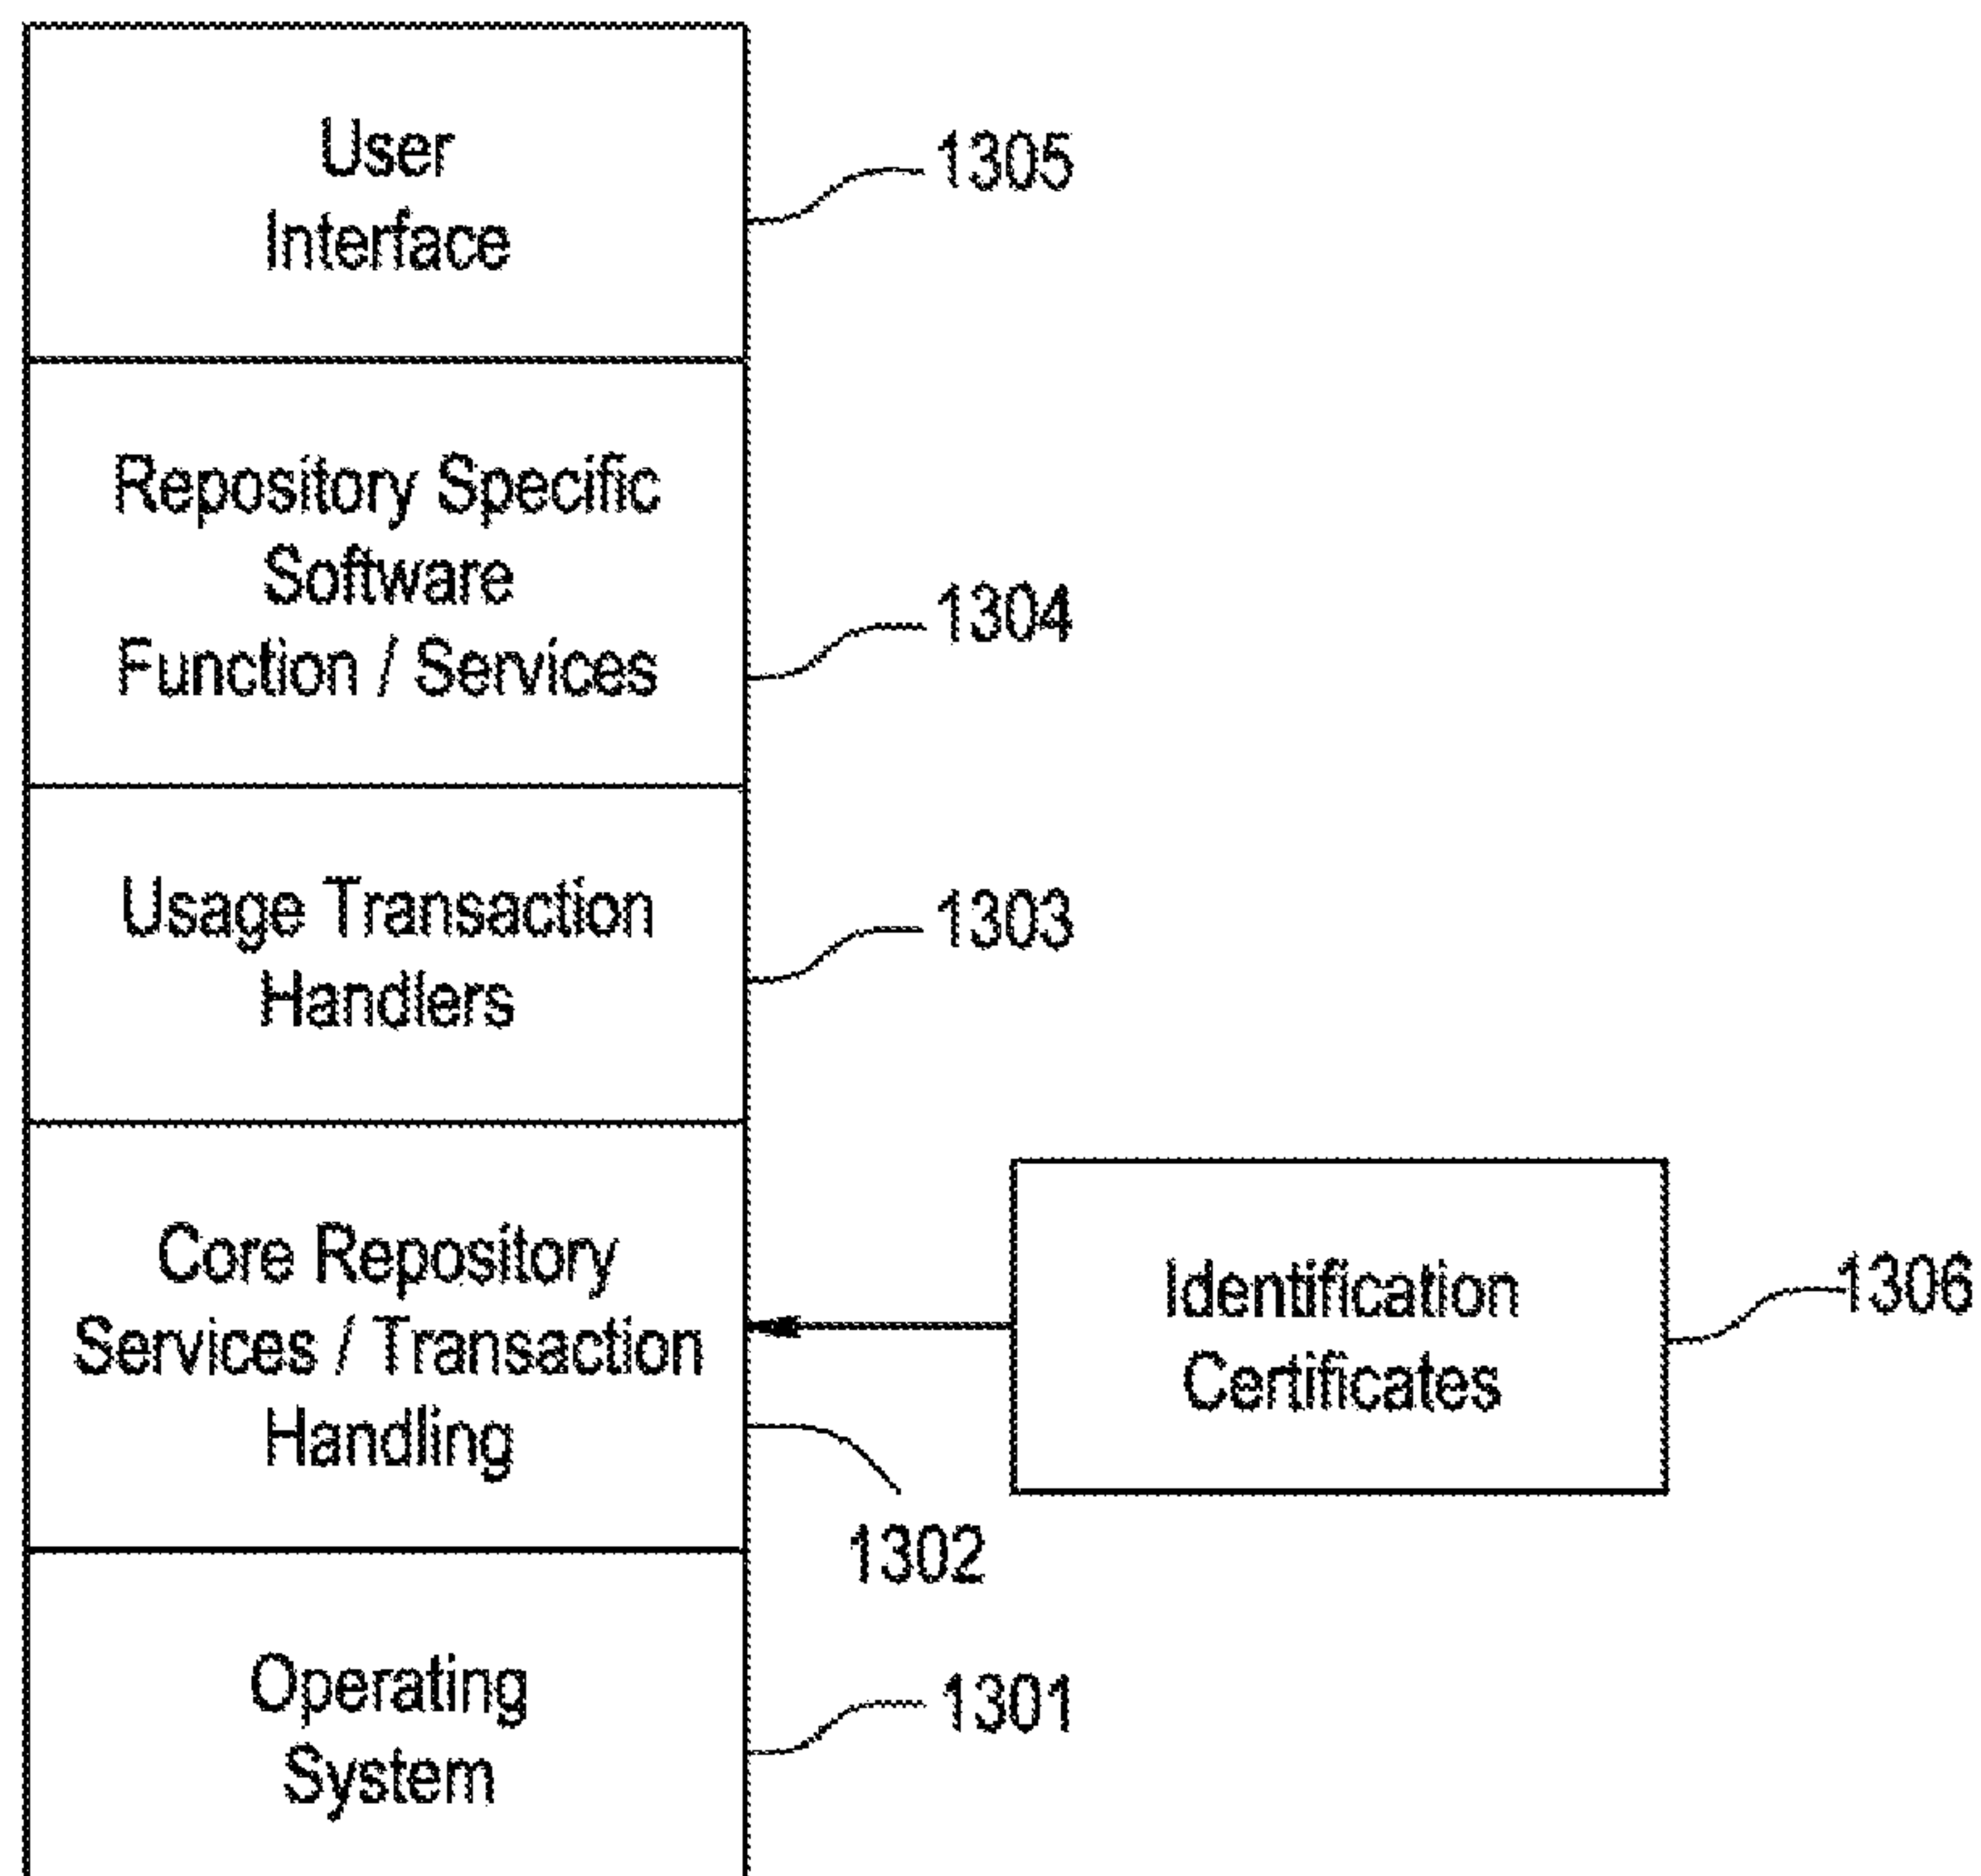 User
Interface
1305
Repository Specific
Software
Function / Services
1304
Usage Transaction
Handlers
1303
Core Repository
Services / Transaction
Handling
1302
Identification
Certificates
1306
Operating
System
1301